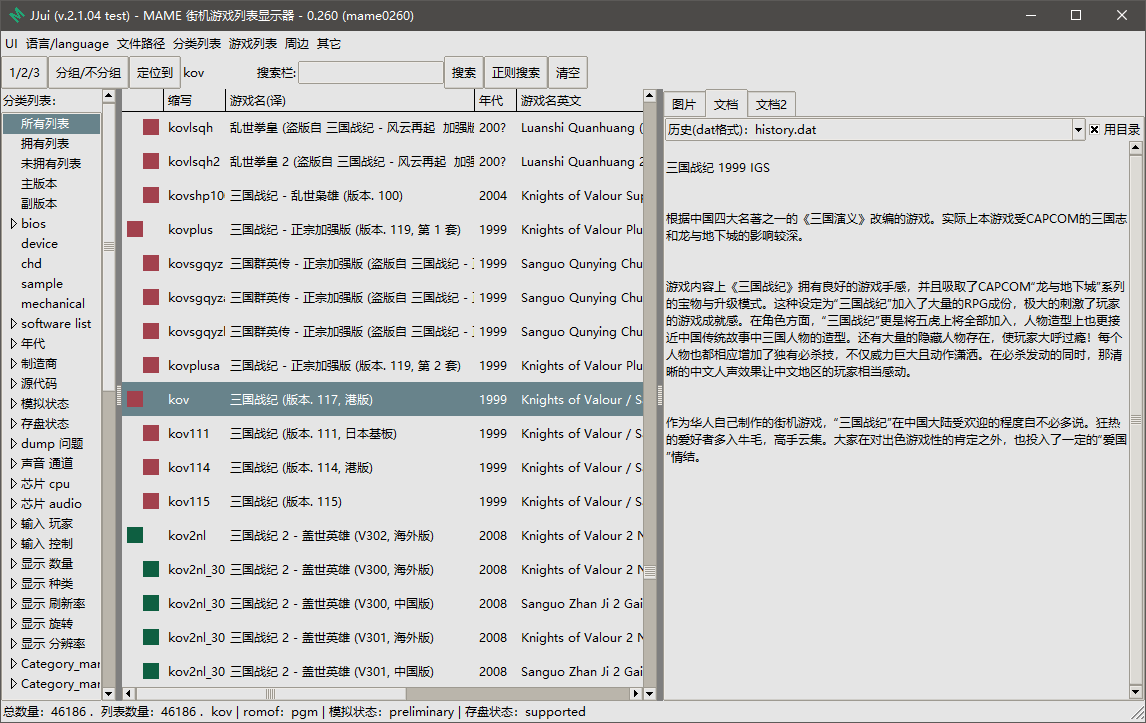 JJui (v.2.1.04 test) - MAME 街机游戏列表显示器 - 0.260 (mame0260)
UI 语言/language 文件路径 分类列表 游戏列表 周边 其它
1/2/3 分组/不分组 定位到 kov 搜索栏: 搜索 正则搜索 清空
分类列表:
所有列表
拥有列表
未拥有列表
主版本
副版本
bios
device
chd
sample
mechanical
software list
年代
制造商
源代码
模拟状态
存盘状态
dump 问题
声音 通道
芯片 cpu
芯片 audio
输入 玩家
输入 控制
显示 数量
显示 种类
显示 刷新率
显示 旋转
显示 分辨率
Category_mar
Category_mar
缩写 游戏名(译) 年代 游戏名英文
kovlsqh 乱世拳皇 (盗版自 三国战纪 - 风云再起 加强版 200? Luanshi Quanhuang (
kovlsqh2 乱世拳皇 2 (盗版自 三国战纪 - 风云再起 加强 200? Luanshi Quanhuang 2
kovshp10 三国战纪 - 乱世枭雄 (版本. 100) 2004 Knights of Valour Sup
kovplus 三国战纪 - 正宗加强版 (版本. 119, 第 1 套) 1999 Knights of Valour Plu
kovsgqyz 三国群英传 - 正宗加强版 (盗版自 三国战纪 - 1999 Sanguo Qunying Chu
kovsgqyz 三国群英传 - 正宗加强版 (盗版自 三国战纪 - 1999 Sanguo Qunying Chu
kovsgqyz 三国群英传 - 正宗加强版 (盗版自 三国战纪 - 1999 Sanguo Qunying Chu
kovplusa 三国战纪 - 正宗加强版 (版本. 119, 第 2 套) 1999 Knights of Valour Plu
kov 三国战纪 (版本. 117, 港版) 1999 Knights of Valour / S
kov111 三国战纪 (版本. 111, 日本基板) 1999 Knights of Valour / S
kov114 三国战纪 (版本. 114, 港版) 1999 Knights of Valour / S
kov115 三国战纪 (版本. 115) 1999 Knights of Valour / S
kov2nl 三国战纪 2 - 盖世英雄 (V302, 海外版) 2008 Knights of Valour 2 N
kov2nl_30 三国战纪 2 - 盖世英雄 (V300, 海外版) 2008 Knights of Valour 2 N
kov2nl_30 三国战纪 2 - 盖世英雄 (V300, 中国版) 2008 Sanguo Zhan Ji 2 Gai
kov2nl_30 三国战纪 2 - 盖世英雄 (V301, 海外版) 2008 Knights of Valour 2 N
kov2nl_30 三国战纪 2 - 盖世英雄 (V301, 中国版) 2008 Sanguo Zhan Ji 2 Gai
图片 文档 文档2
历史(dat格式): history.dat 用目录
三国战纪 1999 IGS
根据中国四大名著之一的《三国演义》改编的游戏。实际上本游戏受CAPCOM的三国志
和龙与地下城的影响较深。
游戏内容上《三国战纪》拥有良好的游戏手感，并且吸取了CAPCOM“龙与地下城”系列
的宝物与升级模式。这种设定为“三国战纪”加入了大量的RPG成份，极大的刺激了玩家
的游戏成就感。在角色方面，“三国战纪”更是将五虎上将全部加入，人物造型上也更接
近中国传统故事中三国人物的造型。还有大量的隐藏人物存在，使玩家大呼过瘾！每个
人物也都相应增加了独有必杀技，不仅威力巨大且动作潇洒。在必杀发动的同时，那清
晰的中文人声效果让中文地区的玩家相当感动。
作为华人自己制作的街机游戏，“三国战纪”在中国大陆受欢迎的程度自不必多说。狂热
的爱好者多入牛毛，高手云集。大家在对出色游戏性的肯定之外，也投入了一定的“爱国
”情结。
总数量: 46186 . 列表数量: 46186 . kov | romof: pgm | 模拟状态: preliminary | 存盘状态: supported